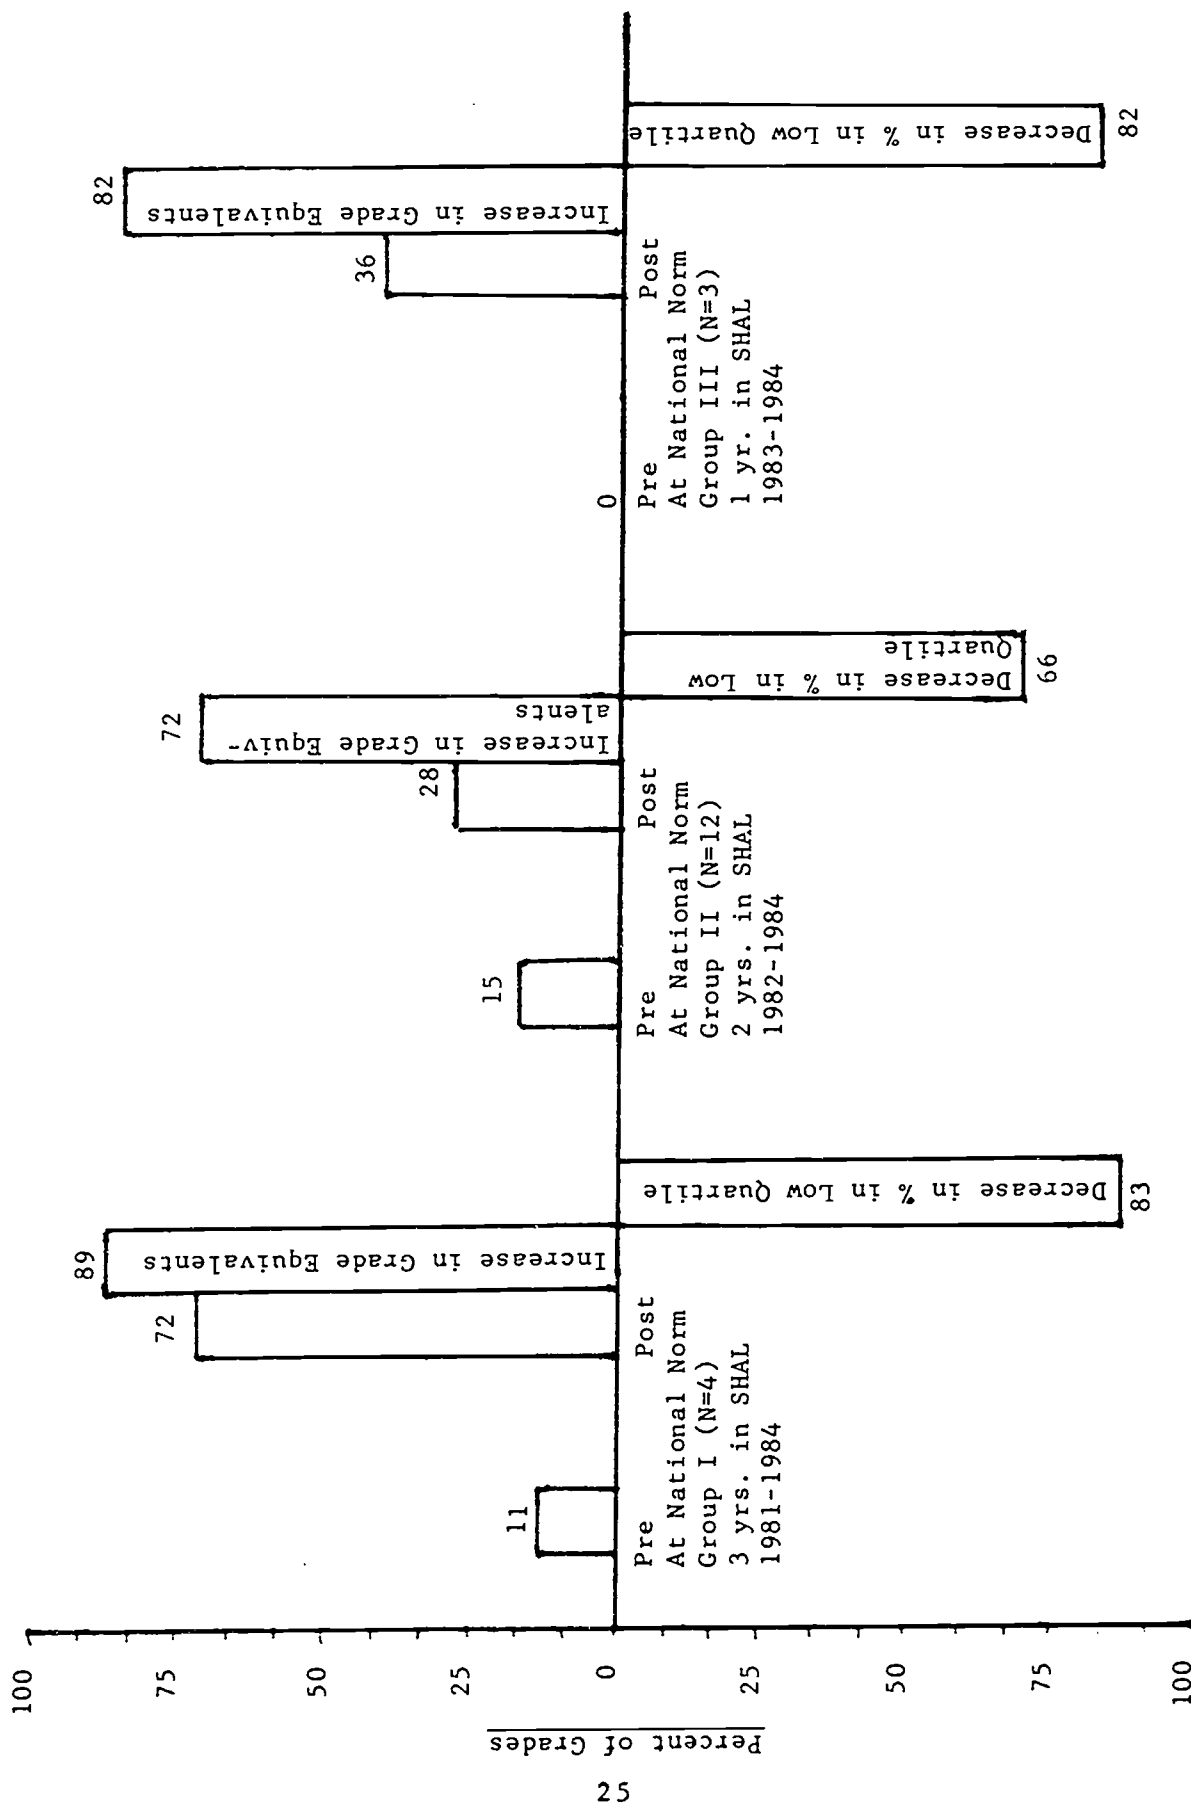 100
75
50
25
0
25
50
75
100
Percent of Grades
11
72
89
Increase in Grade Equivalents
Decrease in % in Low Quartile
83
Pre Post
At National Norm
Group I (N=4)
3 yrs. in SHAL
1981-1984
15
28
72
Increase in Grade Equiv-
alents
Decrease in % in Low
Quartile
66
Pre Post
At National Norm
Group II (N=12)
2 yrs. in SHAL
1982-1984
0
36
82
Increase in Grade Equivalents
Decrease in % in Low Quartile
82
Pre Post
At National Norm
Group III (N=3)
1 yr. in SHAL
1983-1984
25